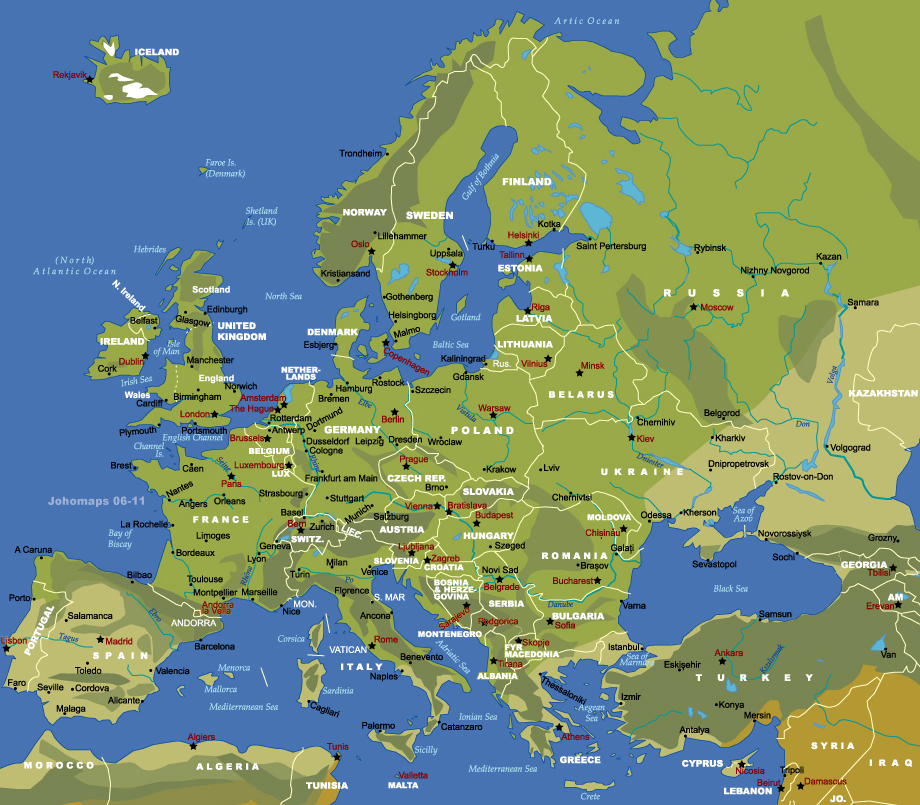 Artic Ocean
ICELAND
Rekjavik
Trondheim
Faroe Is.
(Denmark)
Gulf of Bothnia
FINLAND
Shetland
Is. (UK)
NORWAY
SWEDEN
Lillehammer
Oslo
Kotka
Helsinki
Turku
Saint Pertersburg
Tallinn
ESTONIA
Uppsala
Stockholm
Rybinsk
Kazan
Nizhny Novgorod
Hebrides
(North)
Atlantic Ocean
Kristiansand
Scotland
N. Ireland
North Sea
Gothenberg
Gotland
Riga
LATVIA
RUSSIA
Moscow
Samara
Edinburgh
Glasgow
UNITED
KINGDOM
Belfast
Helsingborg
Malmo
DENMARK
Esbjerg
Copenhagen
Baltic Sea
LITHUANIA
Vilnius
Kaliningrad
Rus.
Minsk
IRELAND
Dublin
Isle
of Man
Manchester
Cork
Irish Sea
England
Norwich
Wales
Birmingham
Cardiff
London
NETHER-
LANDS
Amsterdam
The Hague
Rotterdam
Hamburg
Bremen
Rostock
Szczecin
Gdansk
Elbe
Berlin
Vistula
Warsaw
POLAND
BELARUS
Volga
KAZAKHSTAN
Plymouth
Portsmouth
English Channel
Channel
Is.
Brussels
Antwerp
Dortmund
Dusseldorf
Cologne
GERMANY
Leipzig
Dresden
Wroclaw
Chernihiv
Belgorod
Kiev
Kharkiv
Don
Volgograd
BELGIUM
Luxembourg
LUX
Rhine
Prague
CZECH REP.
Brno
Krakow
Lviv
UKRAINE
Dniester
Dnipropetrovsk
Rostov-on-Don
Brest
Caen
Seine
Paris
Frankfurt am Main
Strasbourg
Stuttgart
Nantes
Angers
Orleans
Johomaps 06-11
SLOVAKIA
Chernivtsi
Vienna
Bratislava
Budapest
Munich
Salzburg
Basel
Bern
Zurich
LIEC.
AUSTRIA
HUNGARY
MOLDOVA
Chisinau
Odessa
Kherson
Sea of
Azov
La Rochelle
FRANCE
Limoges
Bay of
Biscay
SWITZ.
Geneva
Lyon
Ljubljana
SLOVENIA
Zagreb
CROATIA
Szeged
ROMANIA
Galati
Brașov
Novorossiysk
Grozny
Sevastopol
Sochi
GEORGIA
Tbilisi
A Caruna
Bordeaux
Bilbao
Toulouse
Rhone
Montpellier
Marseille
Turin
Milan
Venice
Po
Florence
S. MAR
MON.
Nice
Ancona
BOSNIA
& HERZE-
GOVINA
Sarajevo
Novi Sad
Belgrade
SERBIA
Bucharest
Danube
Varna
Black Sea
AM
Erevan
Porto
PORTUGAL
Salamanca
Ebro
Andorra
la Vella
ANDORRA
Barcelona
Corsica
VATICAN
Rome
ITALY
Benevento
Naples
Adriatic Sea
MONTENEGRO
Podgorica
BULGARIA
Sofia
Skopje
FYR
MACEDONIA
Tirana
ALBANIA
Istanbul
Sea of
Marmara
Samsun
Ankara
Eskişehir
Kizilirmak
Van
Lisbon
Tagus
Madrid
SPAIN
Toledo
Valencia
Menorca
Mallorca
Faro
Seville
Cordova
Malaga
Alicante
Mediterranean Sea
Sardinia
Cagliari
Palermo
Catanzaro
Ionian Sea
Thessaloniki
Aegean
Sea
Izmir
TURKEY
Konya
Mersin
Antalya
Athens
GREECE
Sicilly
Algiers
Tunis
MOROCCO
ALGERIA
TUNISIA
Valletta
MALTA
Mediterranean Sea
Crete
CYPRUS
Nicosia
SYRIA
IRAQ
Tripoli
Beirut
LEBANON
Damascus
JO.